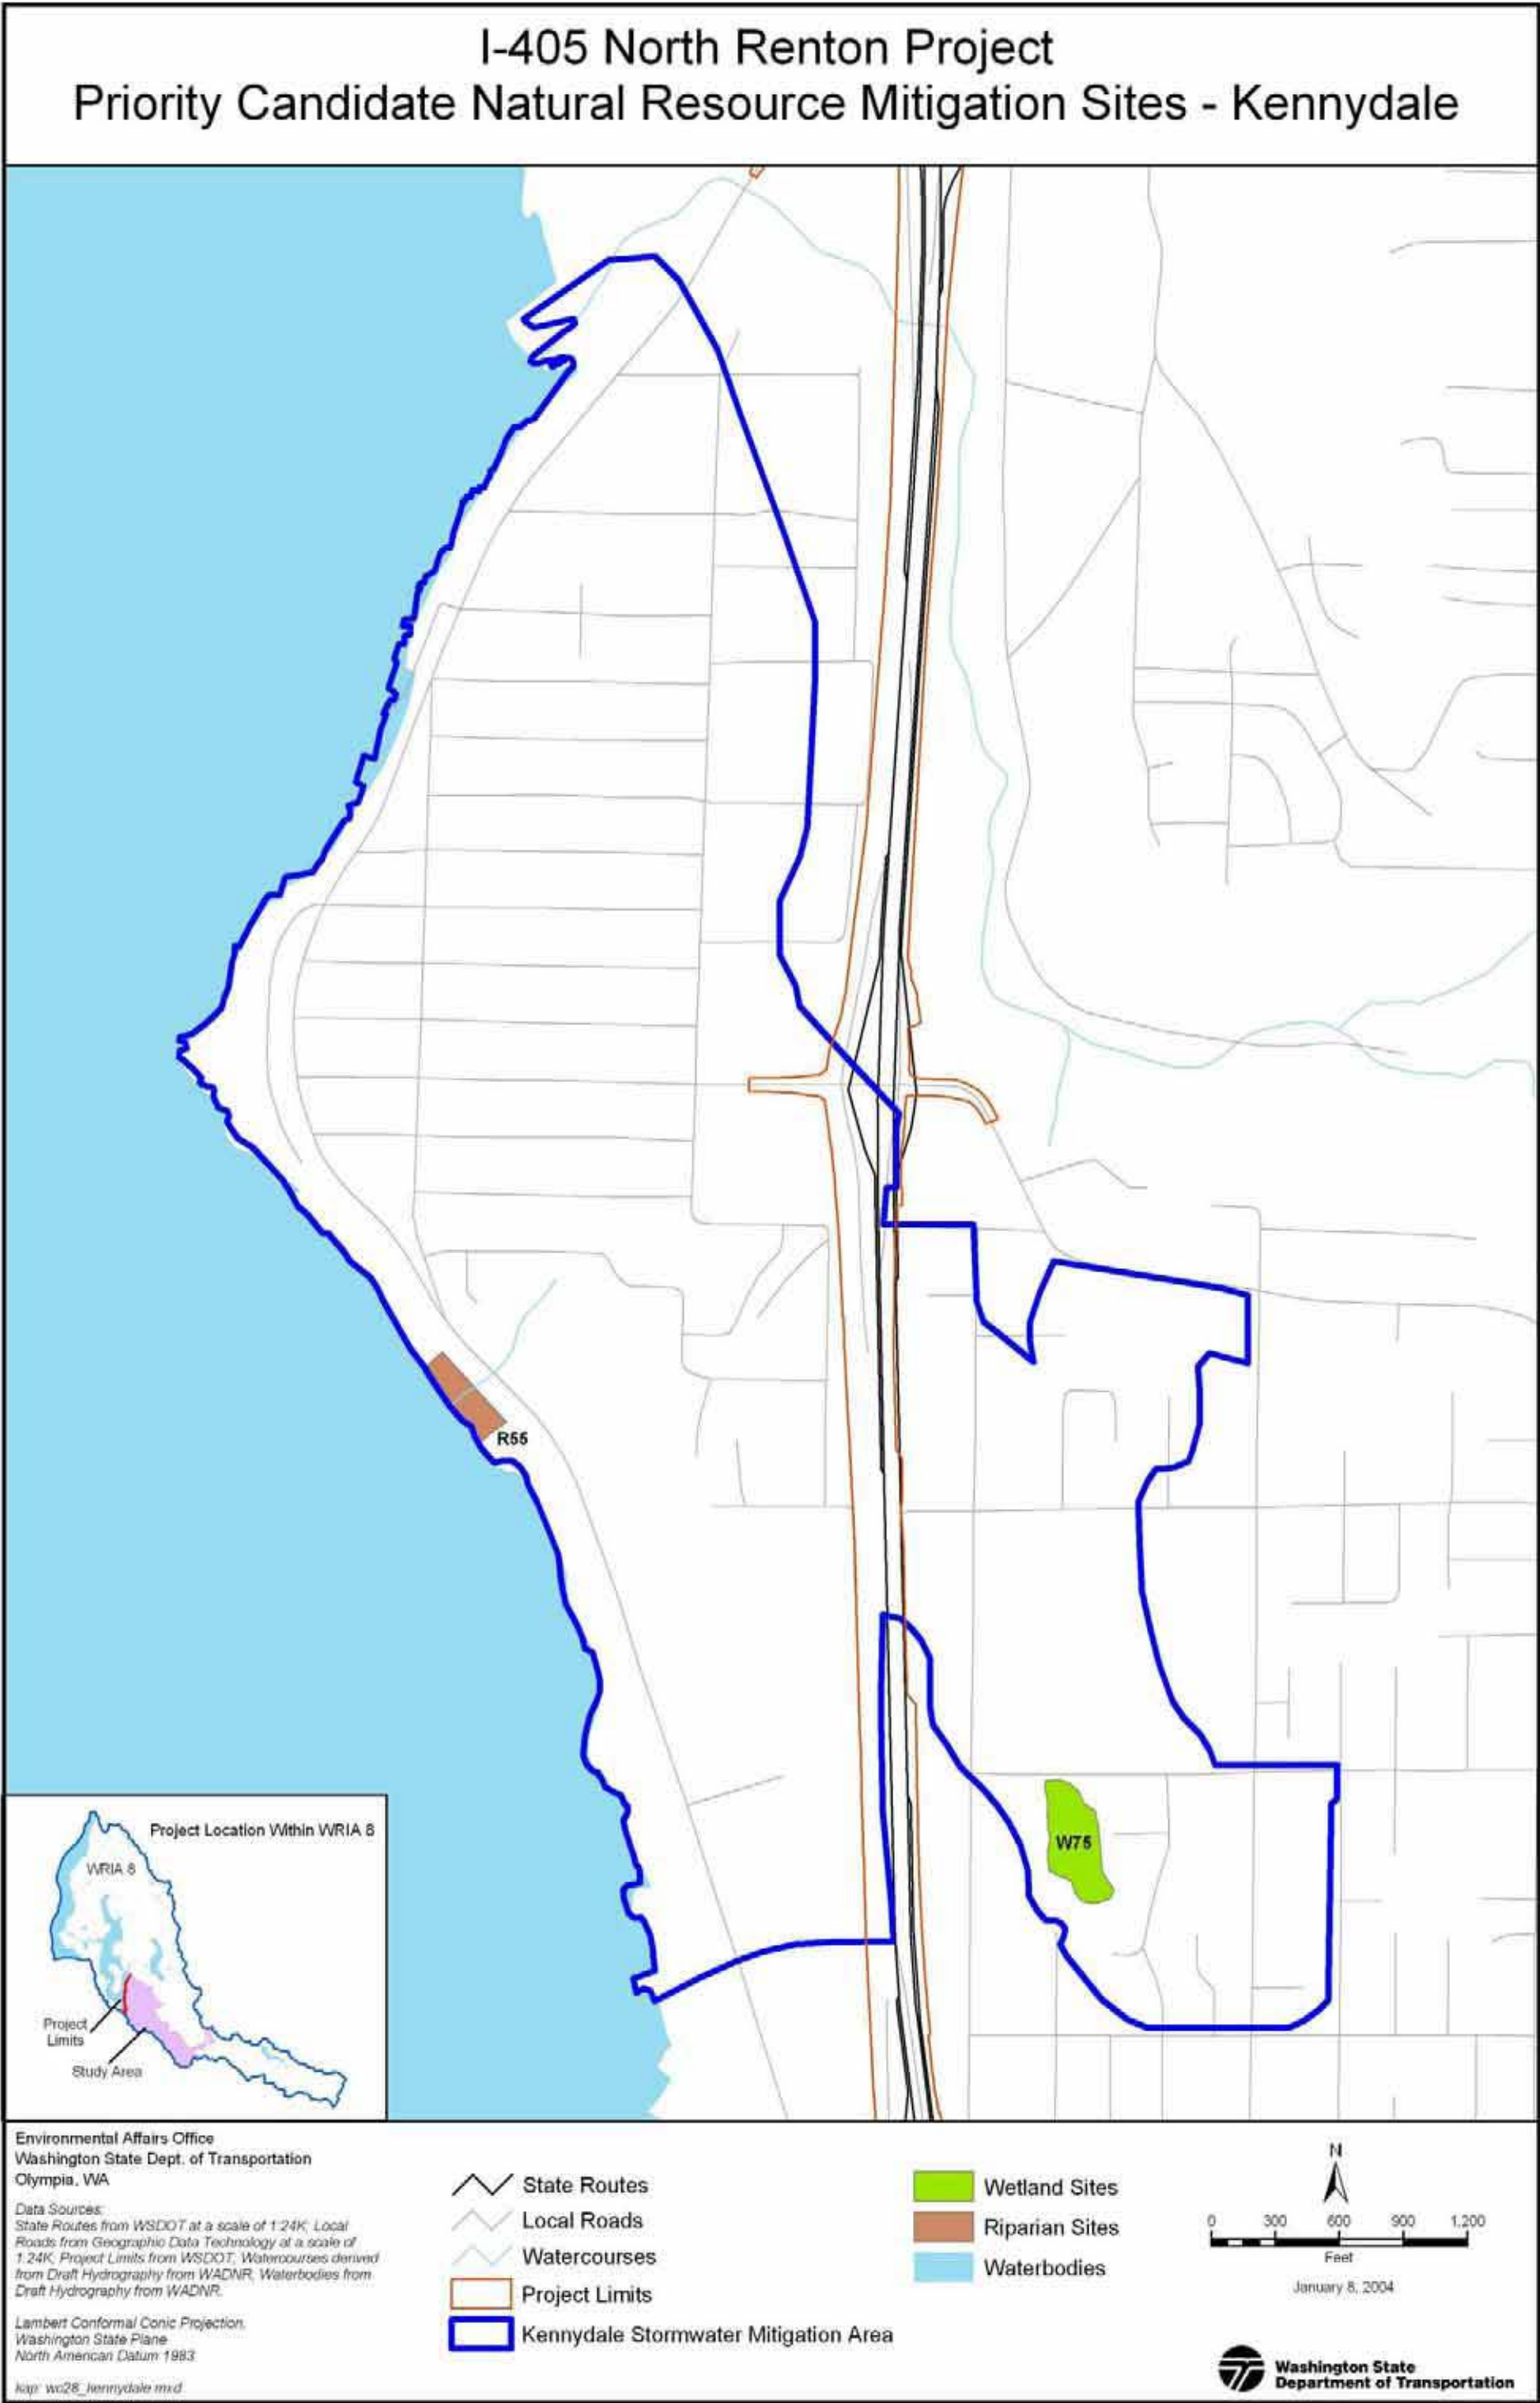 I-405 North Renton Project
Priority Candidate Natural Resource Mitigation Sites - Kennydale
R55
W75
Project Location Within WRIA 8
WRIA 8
Project
Limits
Study Area
Environmental Affairs Office
Washington State Dept. of Transportation
Olympia, WA
Data Sources:
State Routes from WSDOT at a scale of 1:24K, Local
Roads from Geographic Data Technology at a scale of
1:24K, Project Limits from WSDOT, Watercourses derived
from Draft Hydrography from WADNR, Waterbodies from
Draft Hydrography from WADNR.
Lambert Conformal Conic Projection,
Washington State Plane
North American Datum 1983
kap: wc28_kennydale mxd
State Routes
Local Roads
Watercourses
Project Limits
Kennydale Stormwater Mitigation Area
Wetland Sites
Riparian Sites
Waterbodies
N
0 300 600 900 1,200
Feet
January 8, 2004
Washington State
Department of Transportation